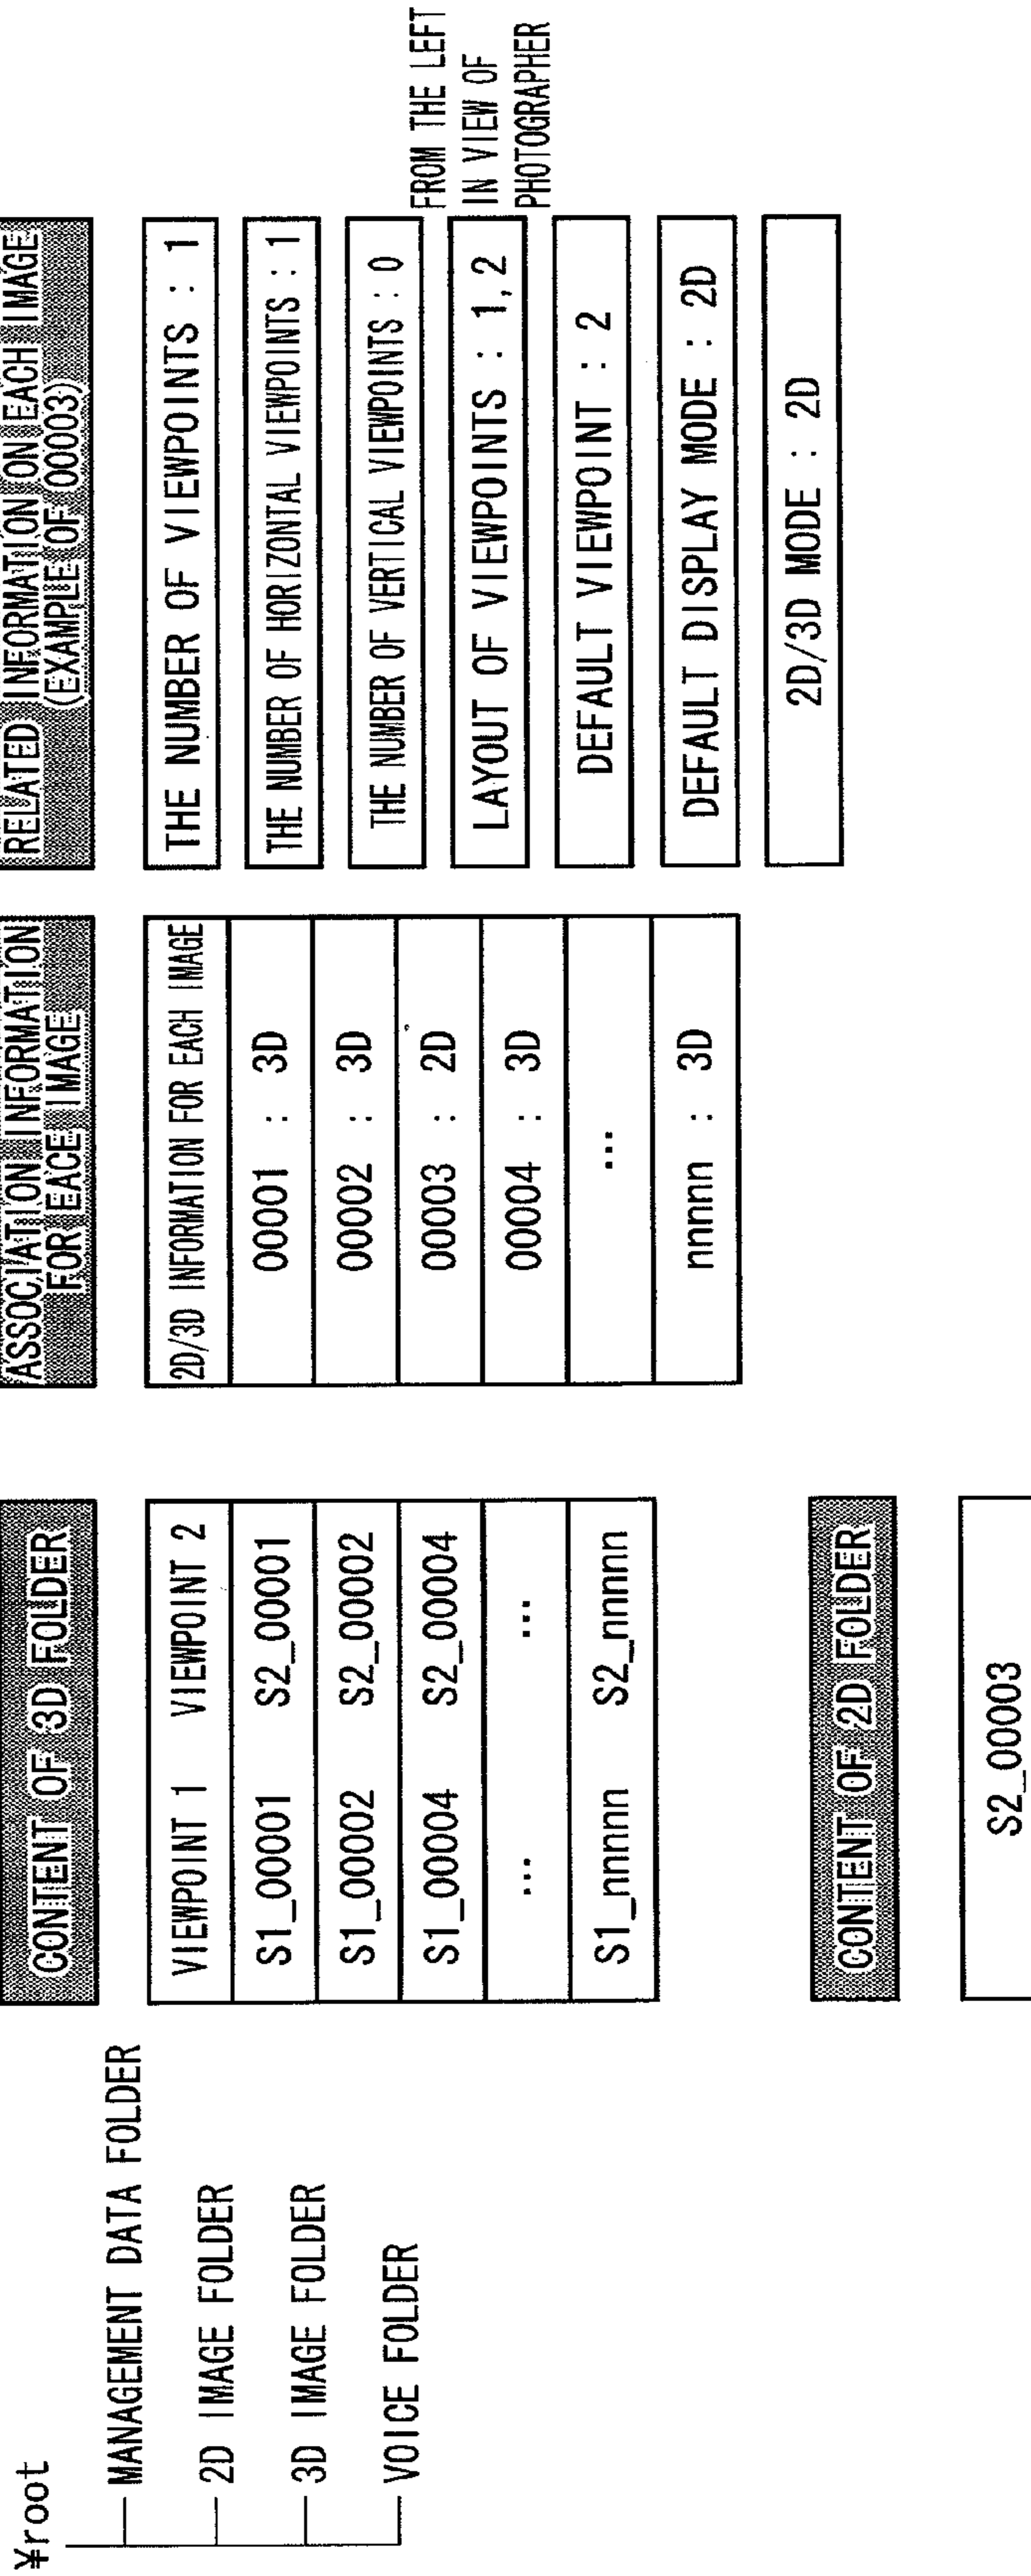 ¥root
MANAGEMENT DATA FOLDER
2D IMAGE FOLDER
3D IMAGE FOLDER
VOICE FOLDER
CONTENT OF 3D FOLDER
VIEWPOINT 1 VIEWPOINT 2
S1_00001 S2_00001
S1_00002 S2_00002
S1_00004 S2_00004
... ...
S1_nnnnn S2_nnnnn
CONTENT OF 2D FOLDER
S2_00003
ASSOCIATION INFORMATION
FOR EACE IMAGE
2D/3D INFORMATION FOR EACH IMAGE
00001 : 3D
00002 : 3D
00003 : 2D
00004 : 3D
...
nnnnn : 3D
RELATED INFORMATION ON EACH IMAGE
(EXAMPLE OF 00003)
THE NUMBER OF VIEWPOINTS : 1
THE NUMBER OF HORIZONTAL VIEWPOINTS : 1
THE NUMBER OF VERTICAL VIEWPOINTS : 0
LAYOUT OF VIEWPOINTS : 1,2
FROM THE LEFT
IN VIEW OF
PHOTOGRAPHER
DEFAULT VIEWPOINT : 2
DEFAULT DISPLAY MODE : 2D
2D/3D MODE : 2D